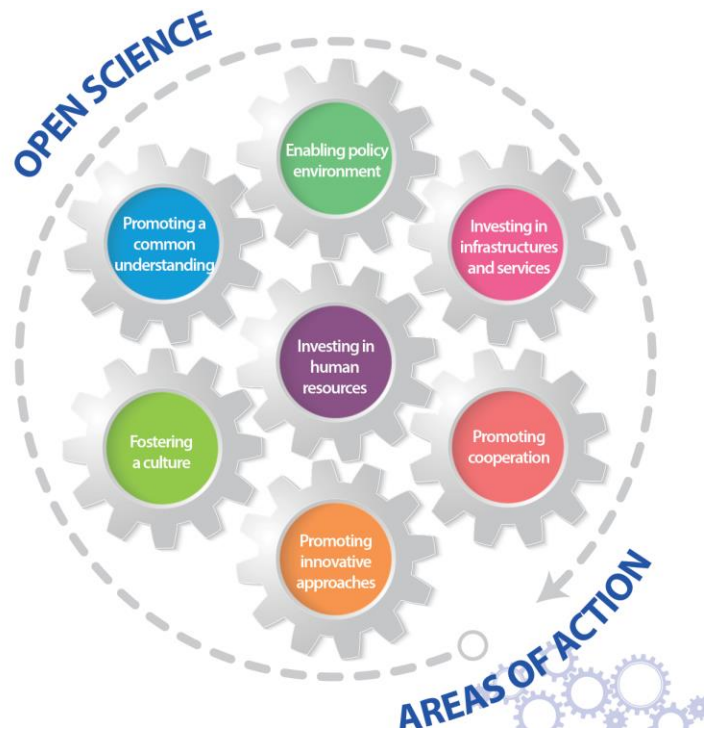 OPEN SCIENCE
Enabling policy
environment
Promoting a
common
understanding
Investing in
infrastructures
and services
Investing in
human
resources
Fostering
a culture
Promoting
cooperation
Promoting
innovative
approaches
AREAS OF ACTION